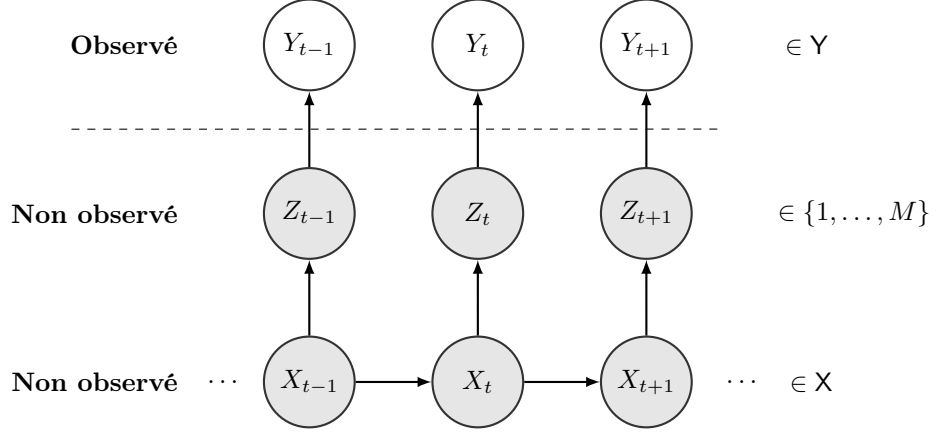 Observé Y_{t−1} Y_t Y_{t+1} ∈ Y
Non observé Z_{t−1} Z_t Z_{t+1} ∈ {1, . . . , M}
Non observé · · · X_{t−1} X_t X_{t+1} · · · ∈ X